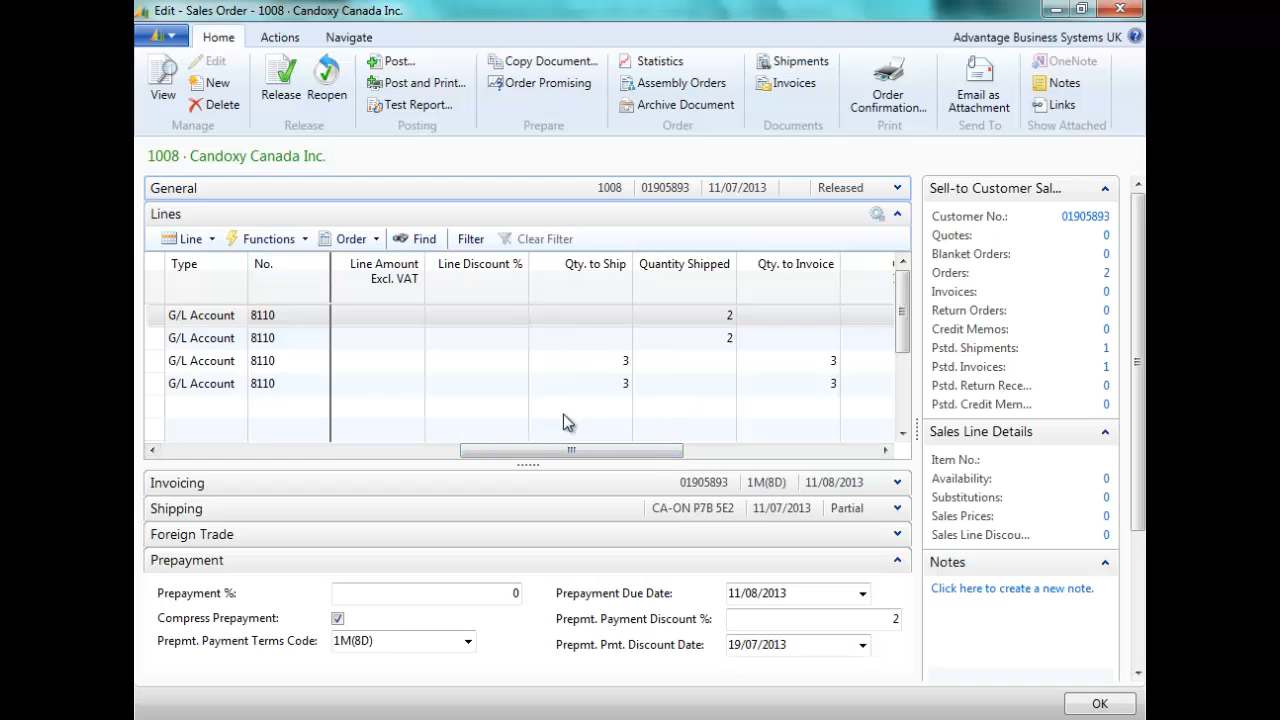 Edit - Sales Order - 1008 · Candoxy Canada Inc.
Home Actions Navigate Advantage Business Systems UK
View Edit New Delete Manage
Release Reopen Release
Post... Post and Print... Test Report... Posting
Copy Document... Order Promising Prepare
Statistics Assembly Orders Archive Document Order
Shipments Invoices Documents
Order Confirmation... Print
Email as Attachment Send To
OneNote Notes Links Show Attached
1008 · Candoxy Canada Inc.
General 1008 01905893 11/07/2013 Released
Lines
Line Functions Order Find Filter Clear Filter
Type No. Line Amount Excl. VAT Line Discount % Qty. to Ship Quantity Shipped Qty. to Invoice
G/L Account 8110 2
G/L Account 8110 2
G/L Account 8110 3 3
G/L Account 8110 3 3
Invoicing 01905893 1M(8D) 11/08/2013
Shipping CA-ON P7B 5E2 11/07/2013 Partial
Foreign Trade
Prepayment
Prepayment %: 0 Prepayment Due Date: 11/08/2013
Compress Prepayment: Prepmt. Payment Discount %: 2
Prepmt. Payment Terms Code: 1M(8D) Prepmt. Pmt. Discount Date: 19/07/2013
Sell-to Customer Sal...
Customer No.: 01905893
Quotes: 0
Blanket Orders: 0
Orders: 2
Invoices: 0
Return Orders: 0
Credit Memos: 0
Pstd. Shipments: 1
Pstd. Invoices: 1
Pstd. Return Rece... 0
Pstd. Credit Mem... 0
Sales Line Details
Item No.:
Availability: 0
Substitutions: 0
Sales Prices: 0
Sales Line Discou... 0
Notes
Click here to create a new note.
OK